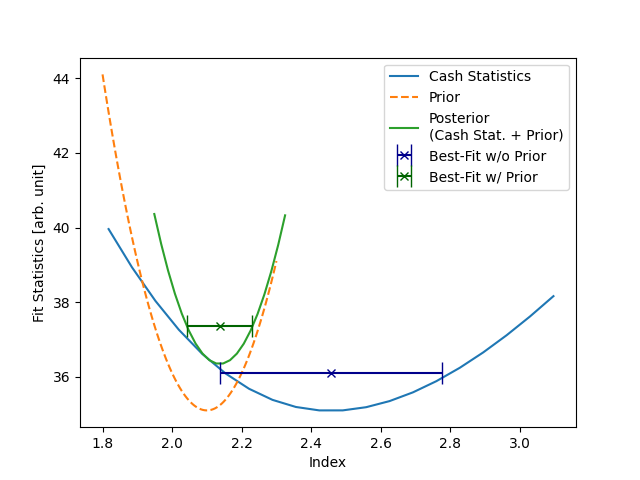 44
42
40
38
36
Fit Statistics [arb. unit]
1.8
2.0
2.2
2.4
2.6
2.8
3.0
Index
Cash Statistics
Prior
Posterior
(Cash Stat. + Prior)
Best-Fit w/o Prior
Best-Fit w/ Prior